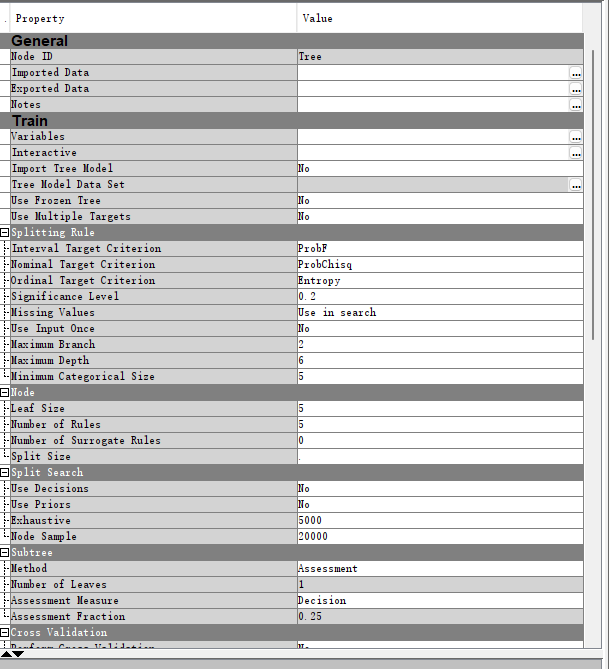 . Property Value
General
Node ID Tree
Imported Data ...
Exported Data ...
Notes ...
Train
Variables ...
Interactive ...
Import Tree Model No
Tree Model Data Set ...
Use Frozen Tree No
Use Multiple Targets No
Splitting Rule
Interval Target Criterion ProbF
Nominal Target Criterion ProbChisq
Ordinal Target Criterion Entropy
Significance Level 0.2
Missing Values Use in search
Use Input Once No
Maximum Branch 2
Maximum Depth 6
Minimum Categorical Size 5
Node
Leaf Size 5
Number of Rules 5
Number of Surrogate Rules 0
Split Size .
Split Search
Use Decisions No
Use Priors No
Exhaustive 5000
Node Sample 20000
Subtree
Method Assessment
Number of Leaves 1
Assessment Measure Decision
Assessment Fraction 0.25
Cross Validation
Perform Cross Validation No